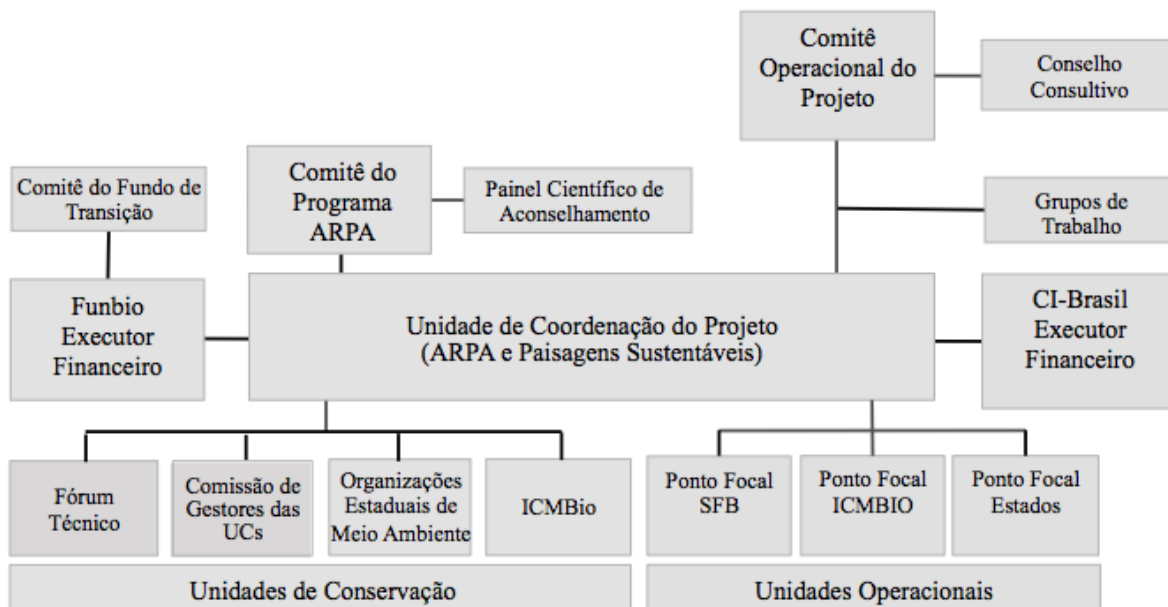 Comitê
Operacional do
Projeto
Conselho
Consultivo
Comitê do
Programa
ARPA
Comitê do Fundo de
Transição
Painel Científico de
Aconselhamento
Grupos de
Trabalho
Funbio
Executor
Financeiro
Unidade de Coordenação do Projeto
(ARPA e Paisagens Sustentáveis)
CI-Brasil
Executor
Financeiro
Fórum
Técnico
Comissão de
Gestores das
UCs
Organizações
Estaduais de
Meio Ambiente
ICMBio
Ponto Focal
SFB
Ponto Focal
ICMBIO
Ponto Focal
Estados
Unidades de Conservação
Unidades Operacionais